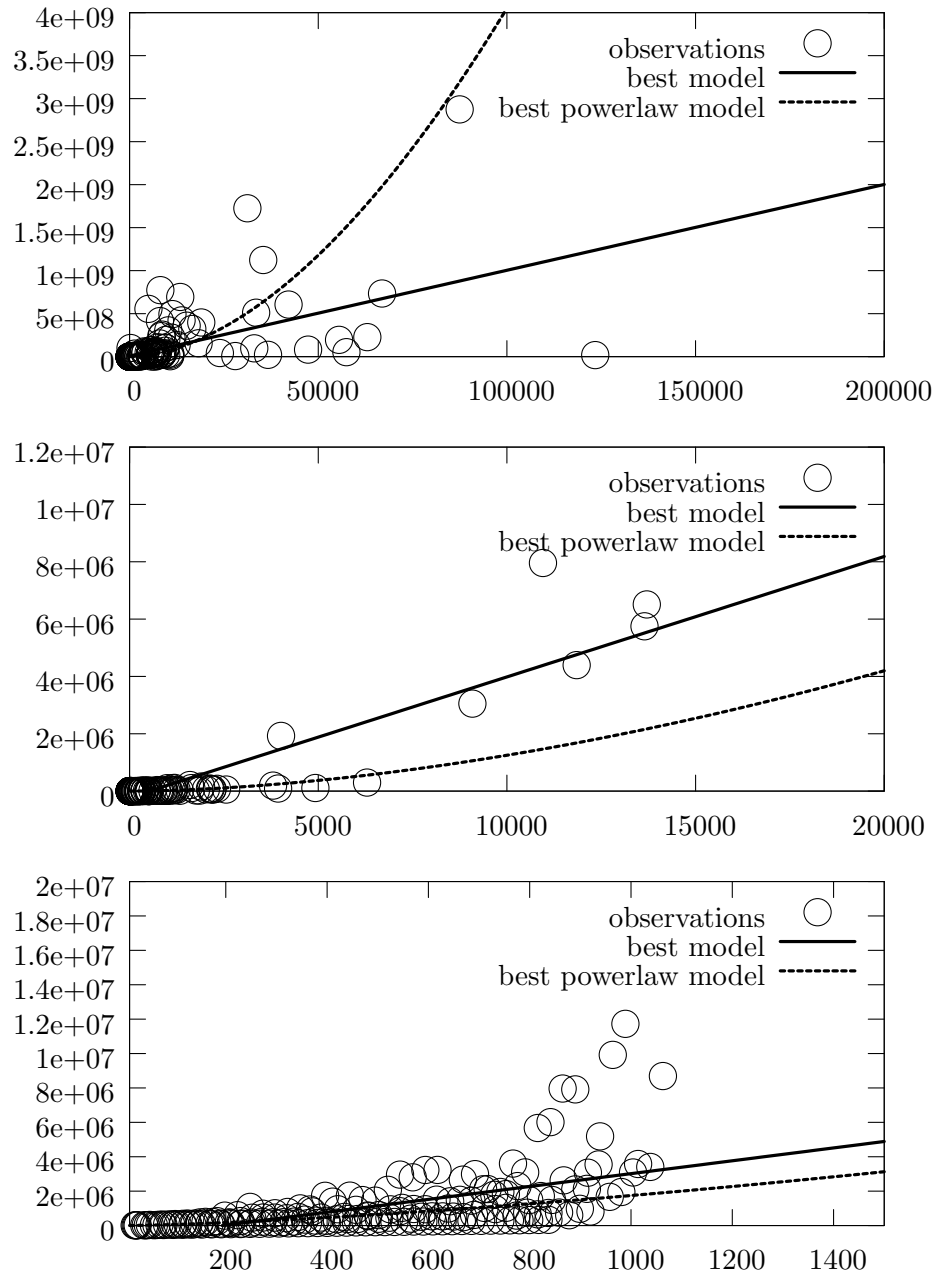 4e+09
3.5e+09
3e+09
2.5e+09
2e+09
1.5e+09
1e+09
5e+08
0
observations
best model
best powerlaw model
0 50000 100000 150000 200000
1.2e+07
1e+07
8e+06
6e+06
4e+06
2e+06
0
observations
best model
best powerlaw model
0 5000 10000 15000 20000
2e+07
1.8e+07
1.6e+07
1.4e+07
1.2e+07
1e+07
8e+06
6e+06
4e+06
2e+06
0
observations
best model
best powerlaw model
200 400 600 800 1000 1200 1400